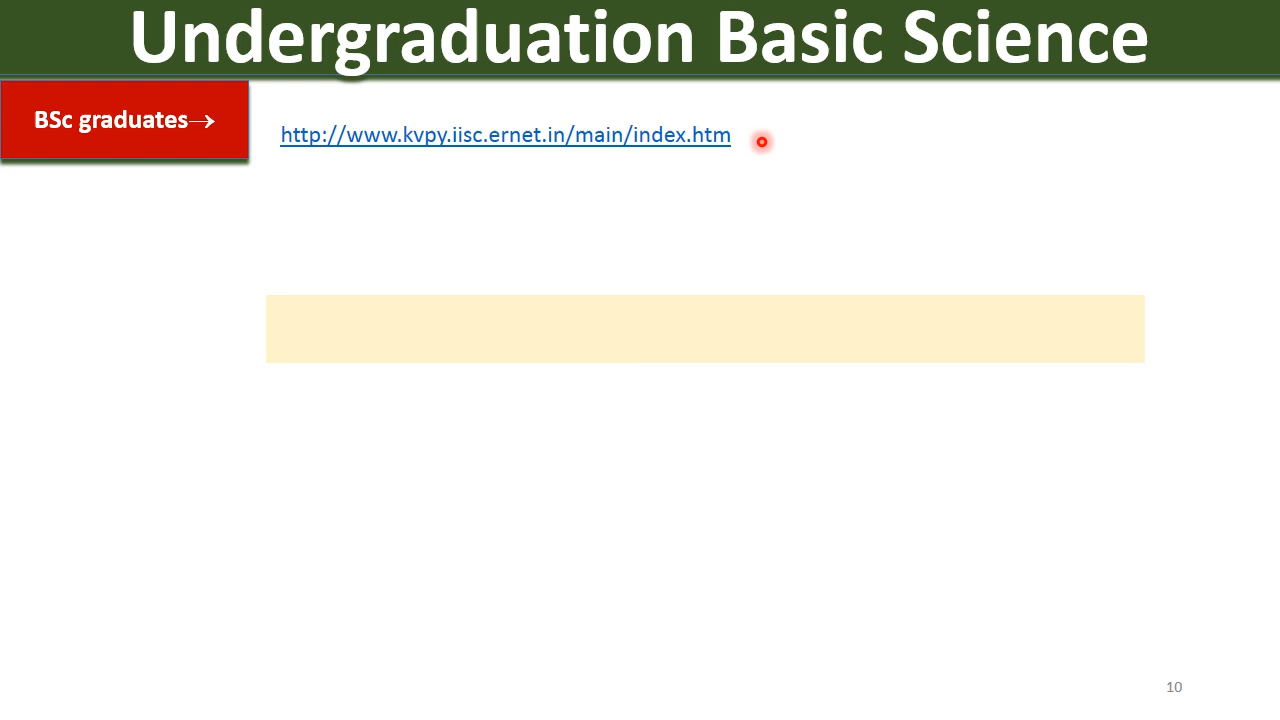 Undergraduation Basic Science
BSc graduates→
http://www.kvpy.iisc.ernet.in/main/index.htm
10